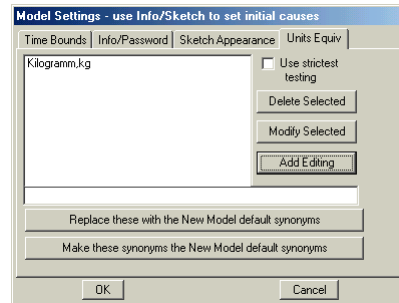 Model Settings - use Info/Sketch to set initial causes
Time Bounds Info/Password Sketch Appearance Units Equiv
Kilogramm,kg
Use strictest
testing
Delete Selected
Modify Selected
Add Editing
Replace these with the New Model default synonyms
Make these synonyms the New Model default synonyms
OK Cancel